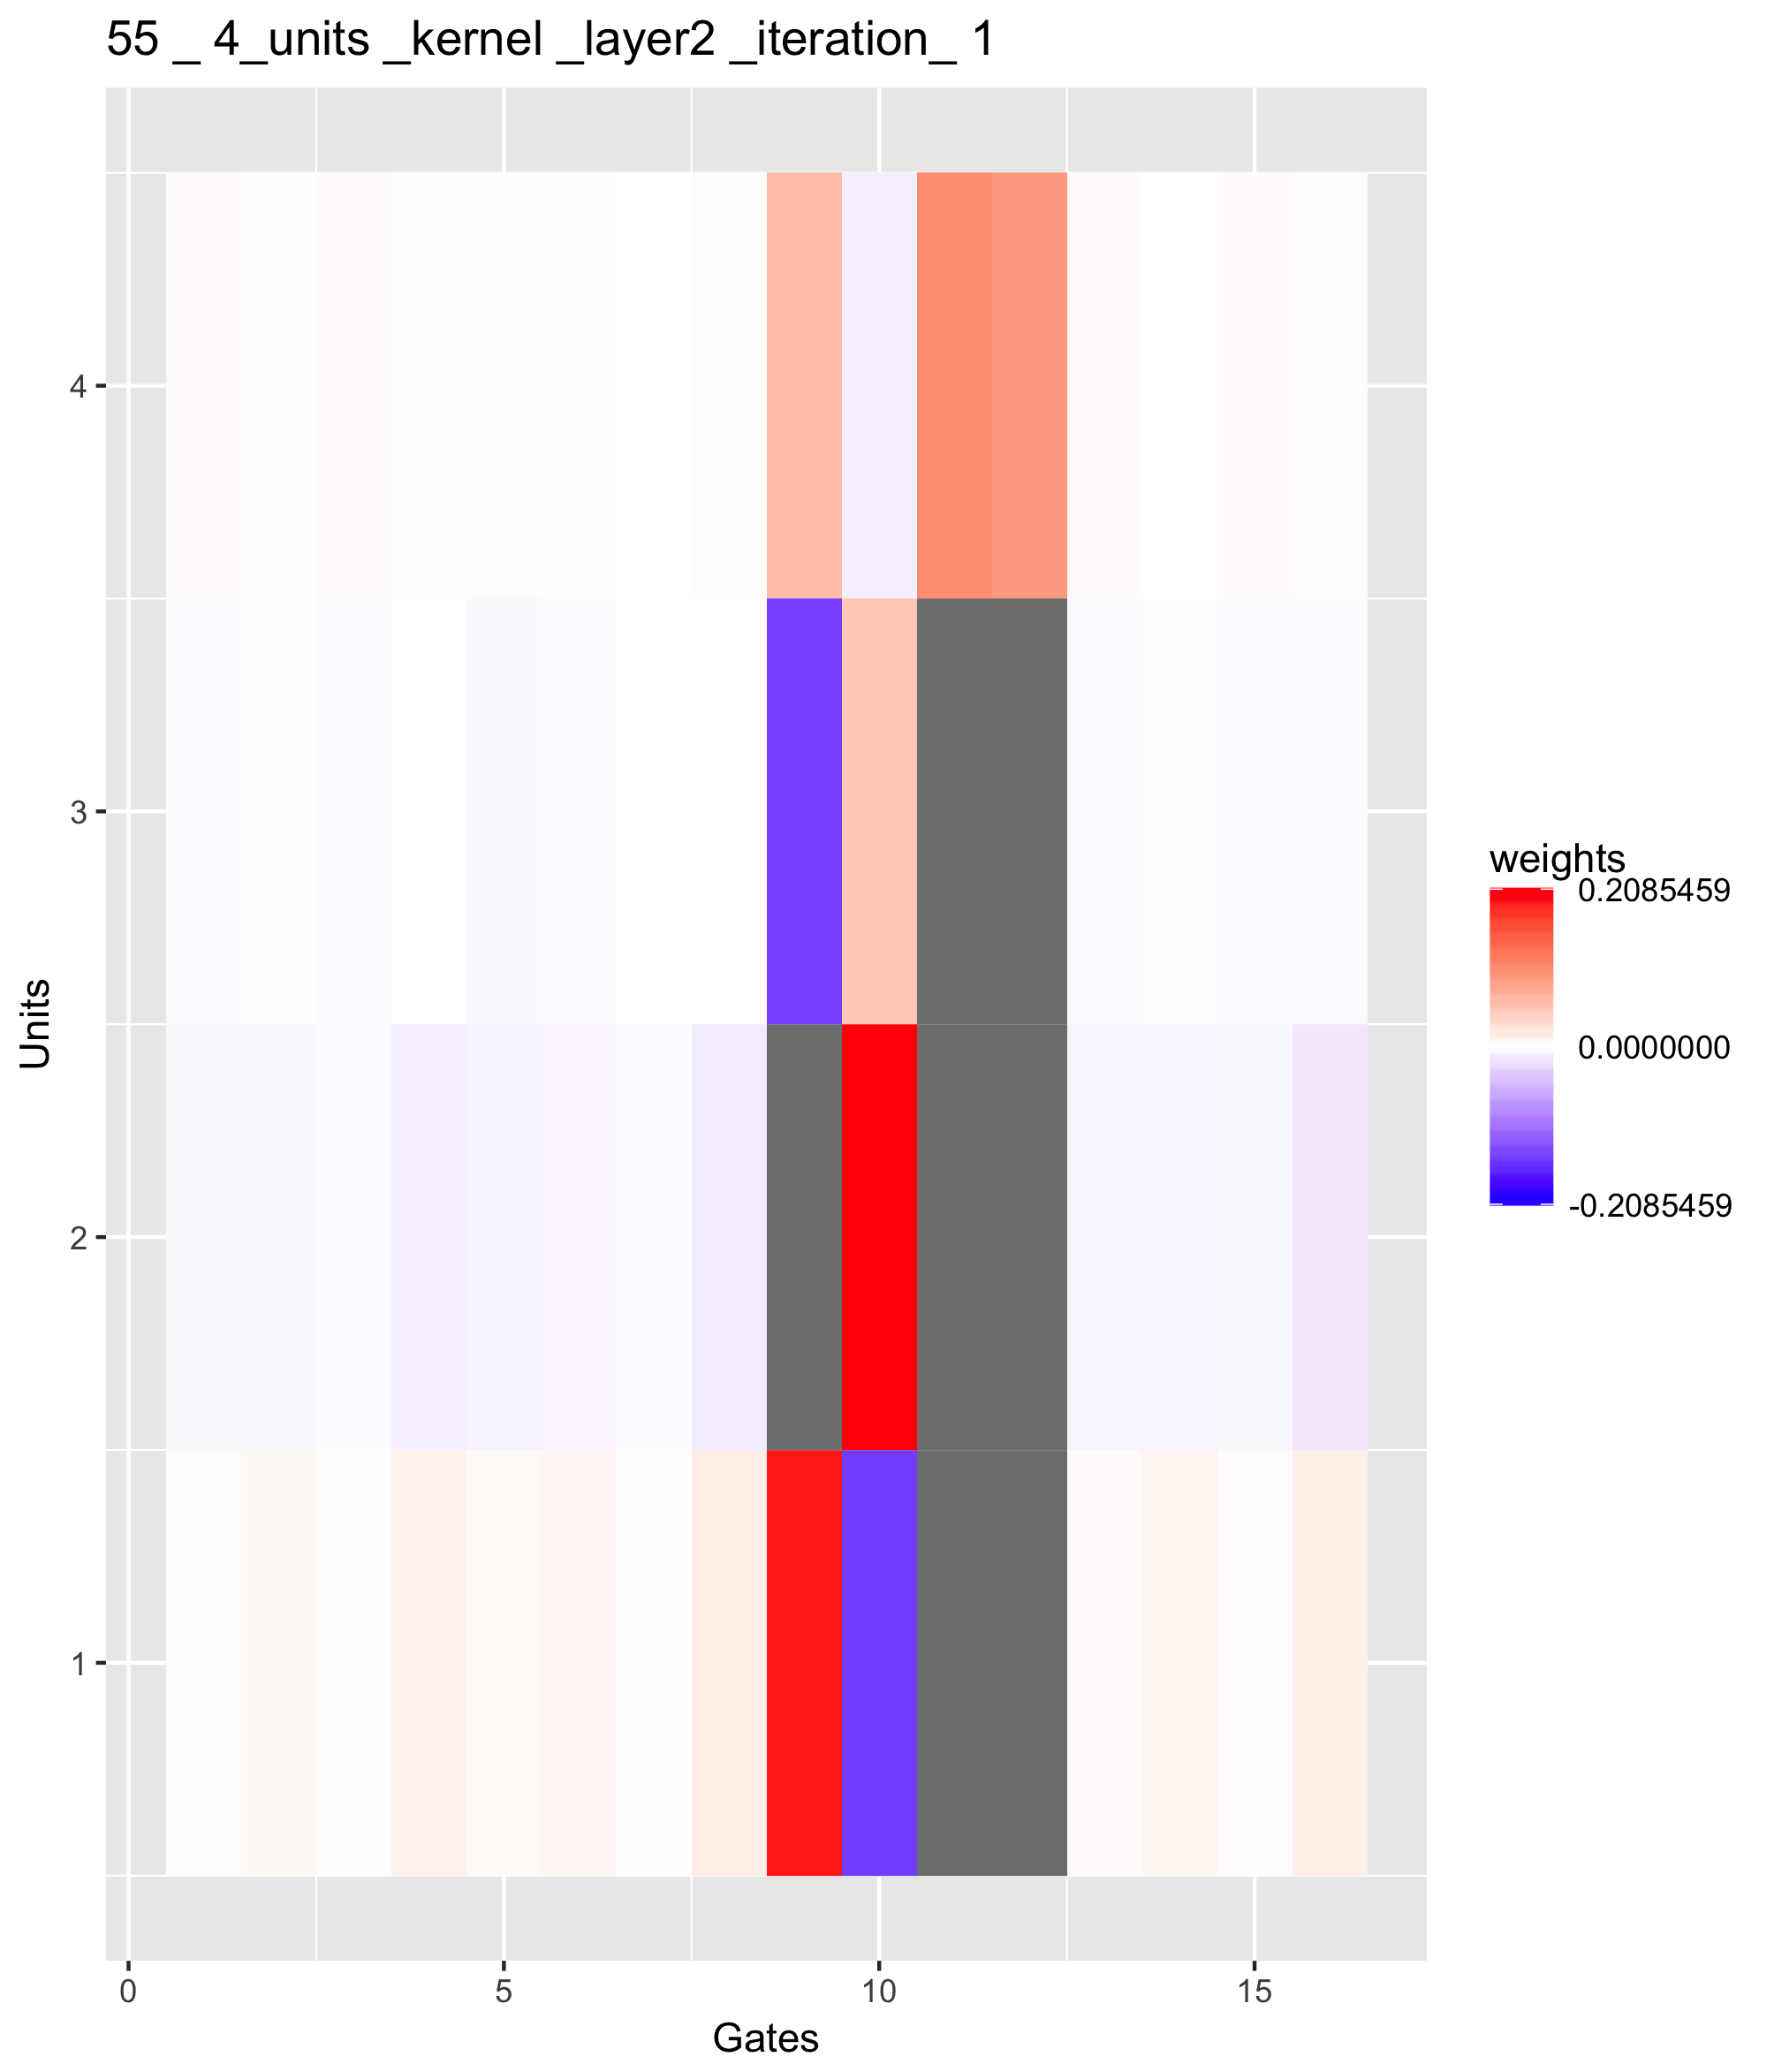 55 _ 4_units _kernel _layer2 _iteration_ 1
4
3
2
1
Units
0
5
10
15
Gates
weights
0.2085459
0.0000000
-0.2085459